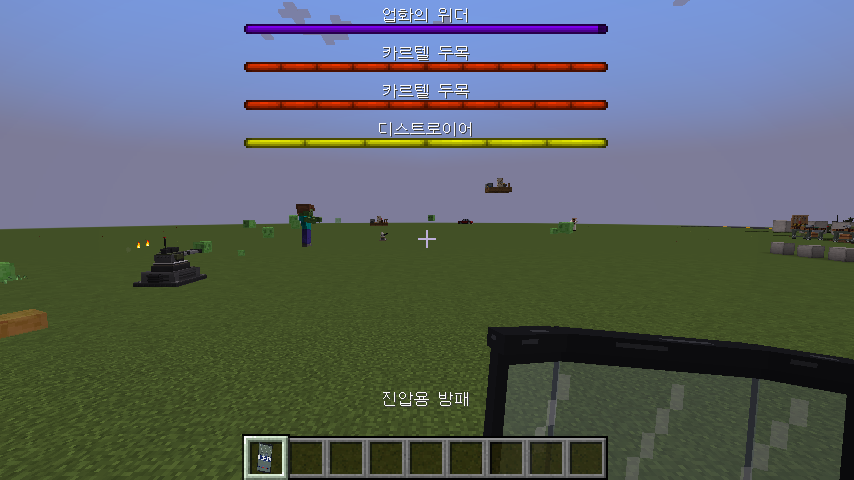 업화의 위더
카르텔 두목
카르텔 두목
디스트로이어
진압용 방패